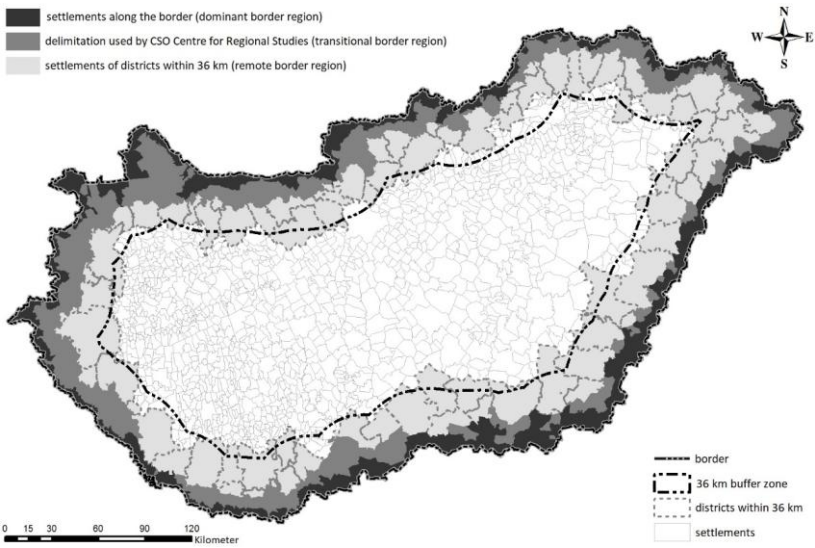 settlements along the border (dominant border region)
delimitation used by CSO Centre for Regional Studies (transitional border region)
settlements of districts within 36 km (remote border region)
N
W E
S
border
36 km buffer zone
districts within 36 km
settlements
0 15 30 60 90 120
Kilometer